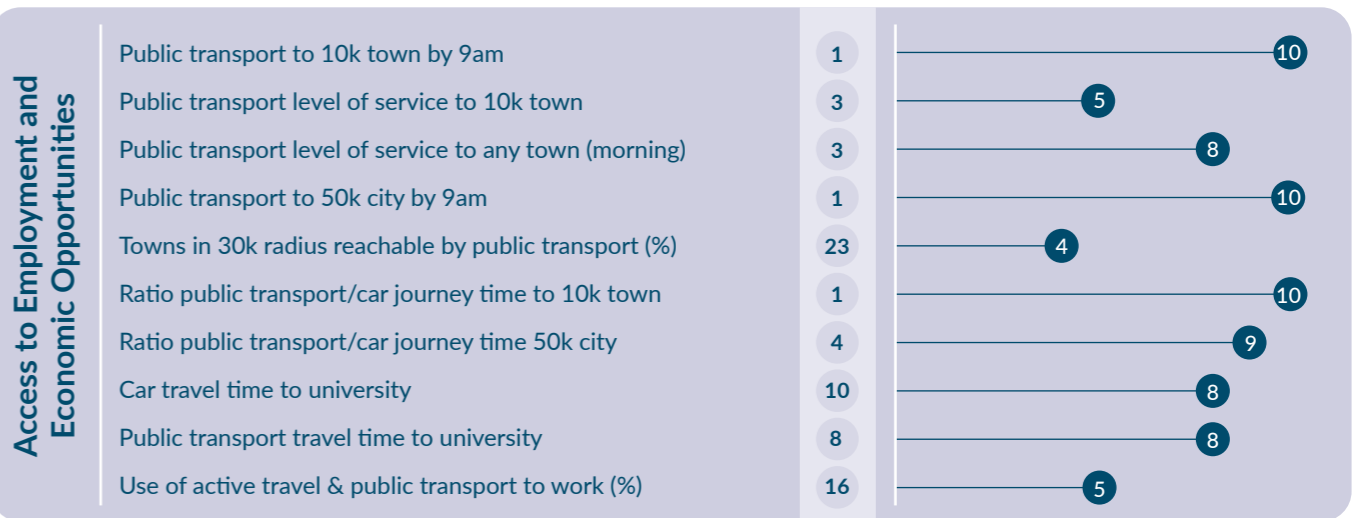 Access to Employment and
Economic Opportunities
Public transport to 10k town by 9am 1 10
Public transport level of service to 10k town 3 5
Public transport level of service to any town (morning) 3 8
Public transport to 50k city by 9am 1 10
Towns in 30k radius reachable by public transport (%) 23 4
Ratio public transport/car journey time to 10k town 1 10
Ratio public transport/car journey time 50k city 4 9
Car travel time to university 10 8
Public transport travel time to university 8 8
Use of active travel & public transport to work (%) 16 5